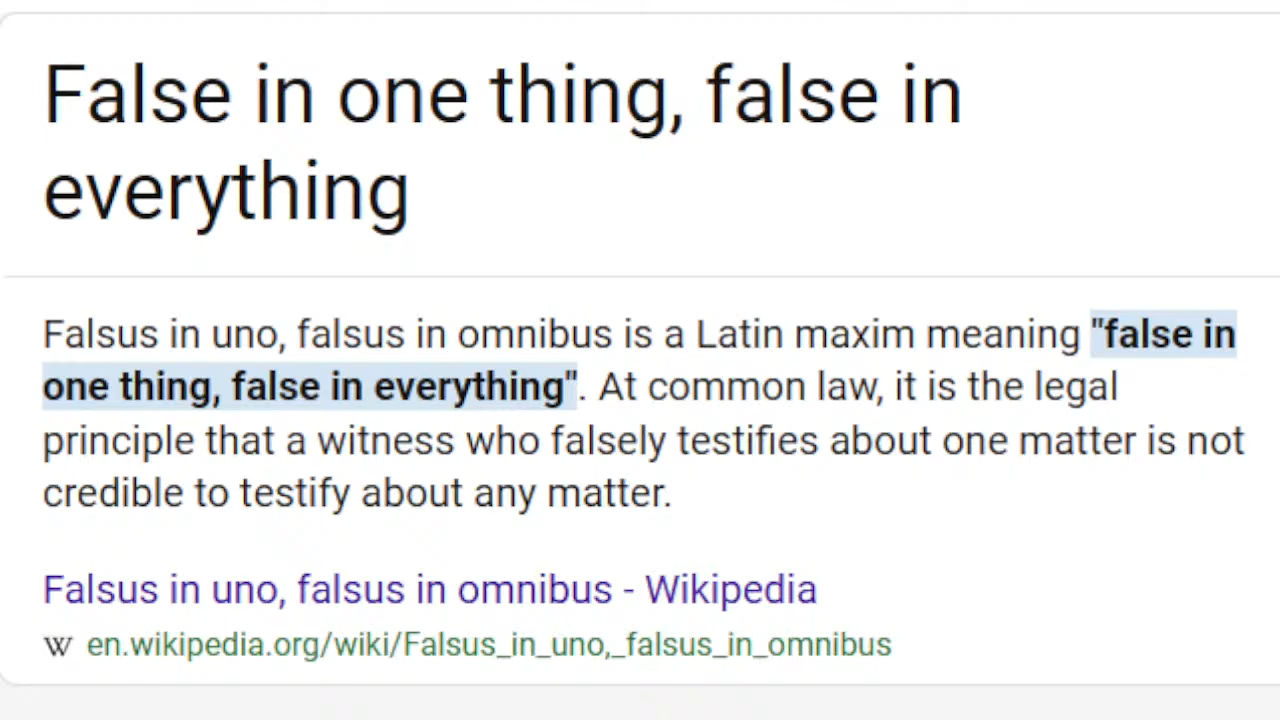 False in one thing, false in
everything
Falsus in uno, falsus in omnibus is a Latin maxim meaning "false in
one thing, false in everything". At common law, it is the legal
principle that a witness who falsely testifies about one matter is not
credible to testify about any matter.
Falsus in uno, falsus in omnibus - Wikipedia
W en.wikipedia.org/wiki/Falsus_in_uno,_falsus_in_omnibus